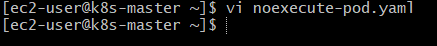 [ec2-user@k8s-master ~]$ vi noexecute-pod.yaml
[ec2-user@k8s-master ~]$